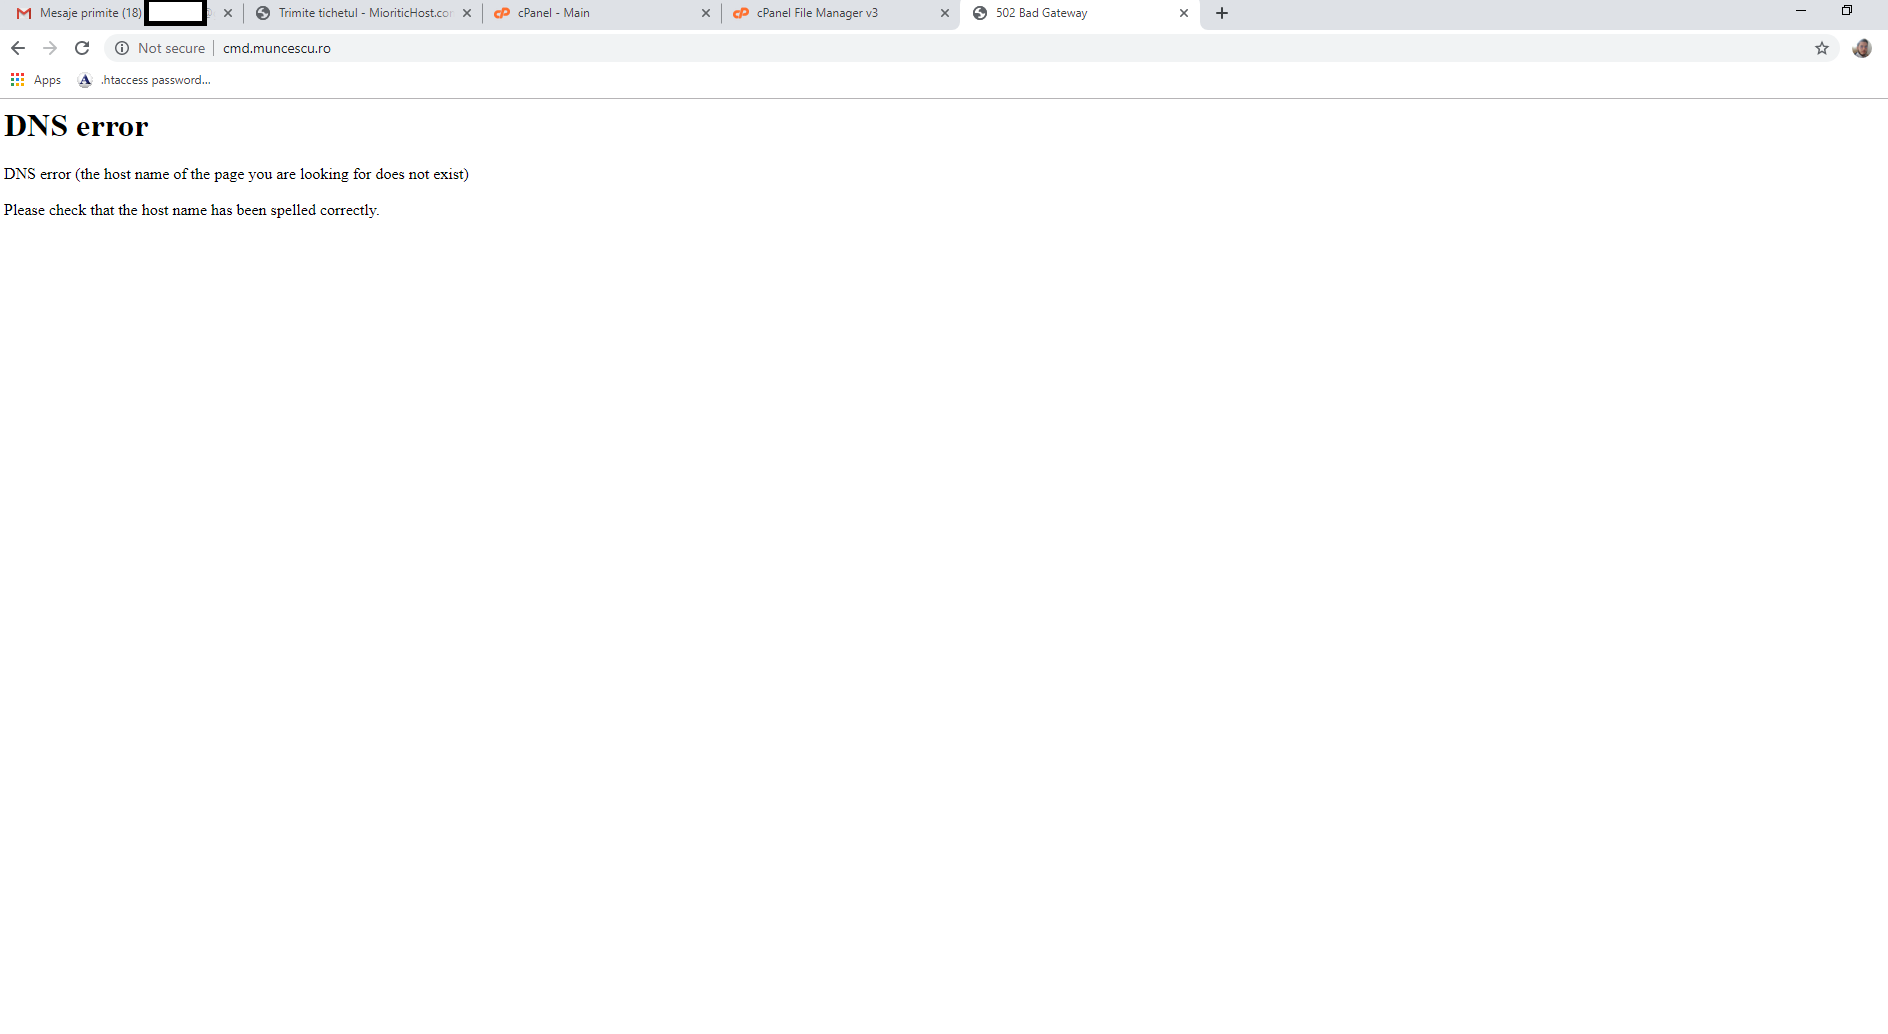 Mesaje primite (18)
Trimite tichetul - MioriticHost.con
cPanel - Main
cPanel File Manager v3
502 Bad Gateway
Not secure
cmd.muncescu.ro
Apps
.htaccess password...
DNS error
DNS error (the host name of the page you are looking for does not exist)
Please check that the host name has been spelled correctly.